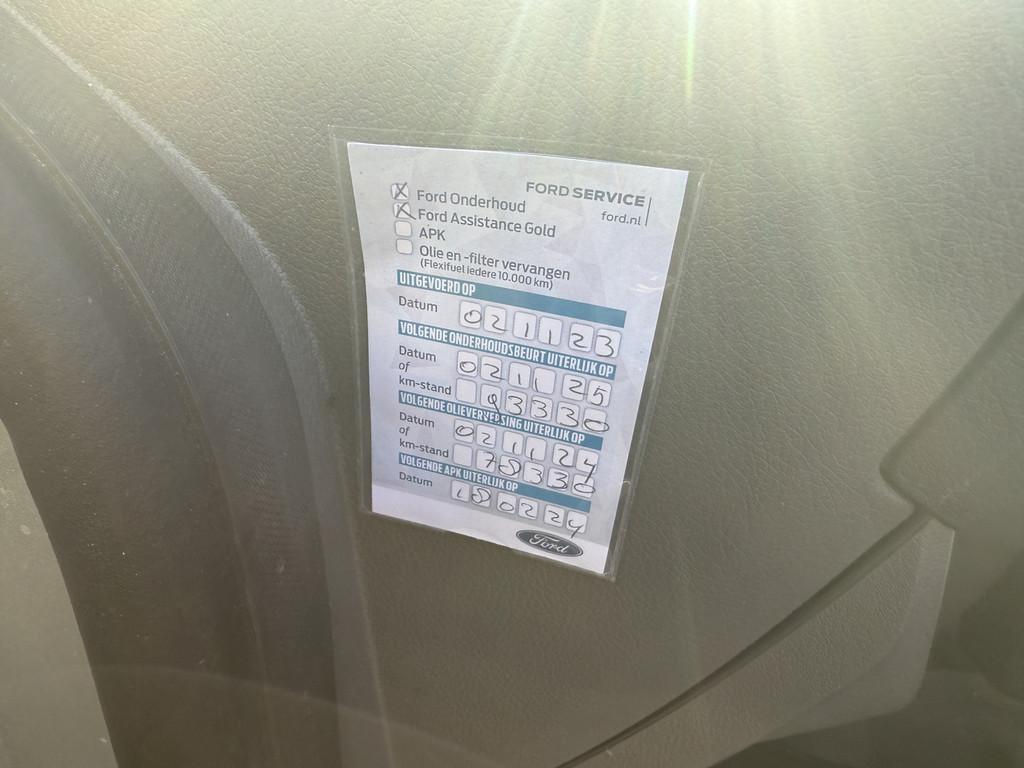 FORD SERVICE
ford.nl
Ford Onderhoud
Ford Assistance Gold
APK
Olie en -filter vervangen
(Flexifuel iedere 10.000 km)
UITGEVOERD OP
Datum 021123
VOLGENDE ONDERHOUDSBEURT UITERLIJK OP
Datum 021125
of
km-stand 3330
VOLGENDE OLIEVERVERSING UITERLIJK OP
Datum 021124
of
km-stand 78330
VOLGENDE APK UITERLIJK OP
Datum 180224
Ford